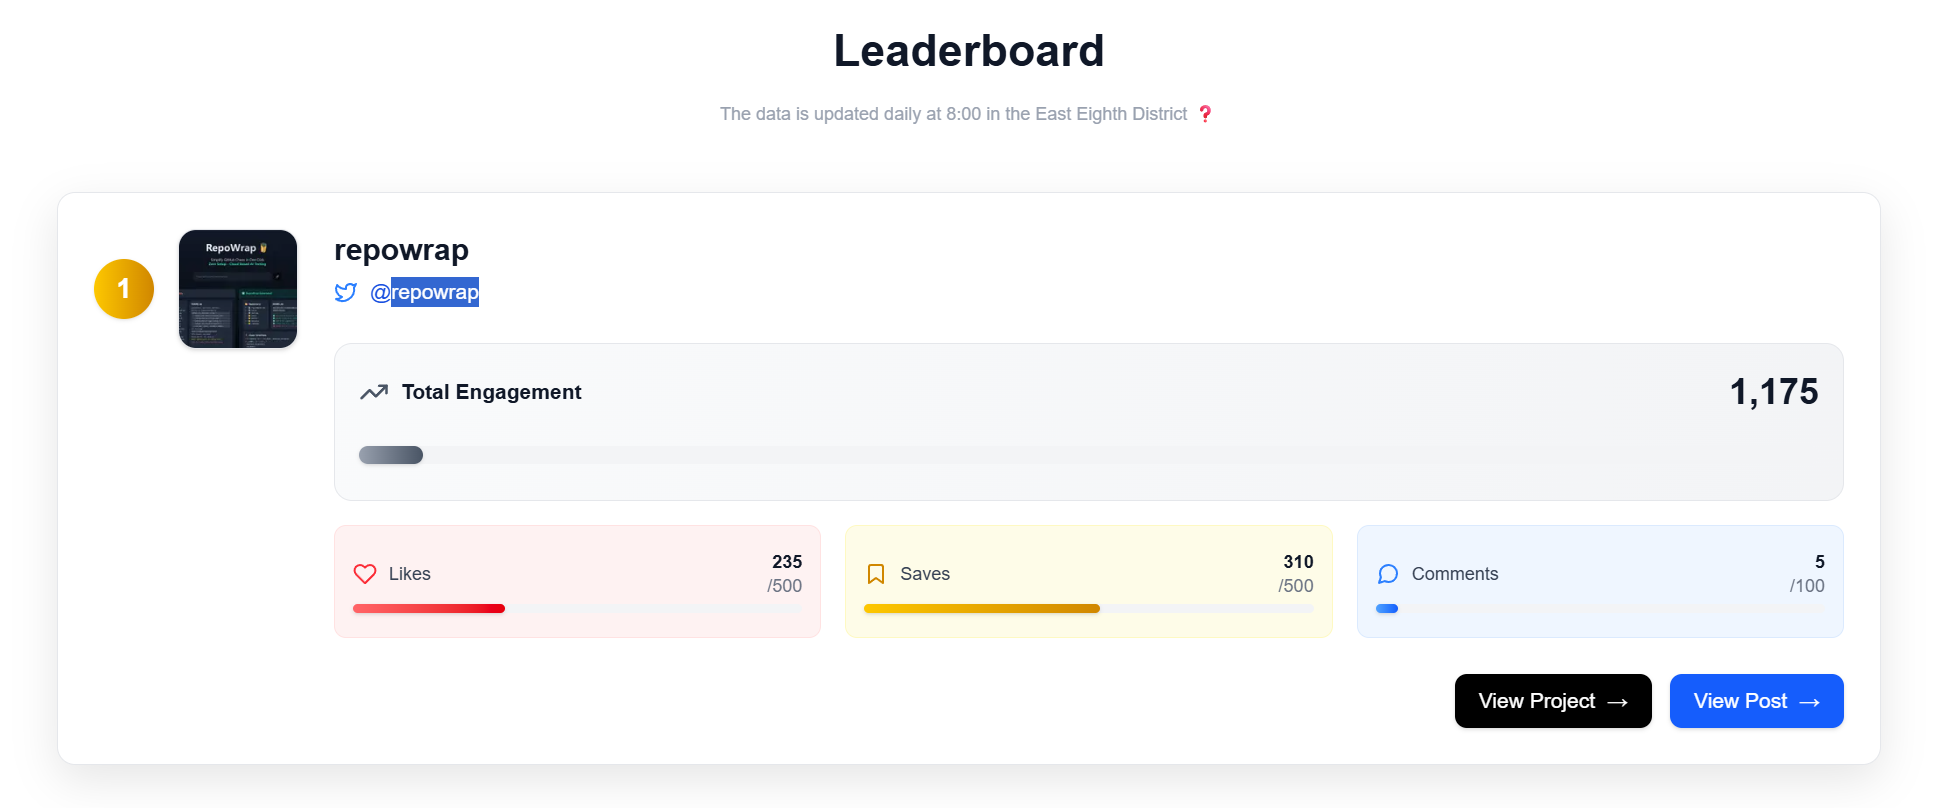 Leaderboard
The data is updated daily at 8:00 in the East Eighth District ❓
1
RepoWrap
repowrap
@repowrap
Total Engagement
1,175
Likes
235
/500
Saves
310
/500
Comments
5
/100
View Project →
View Post →